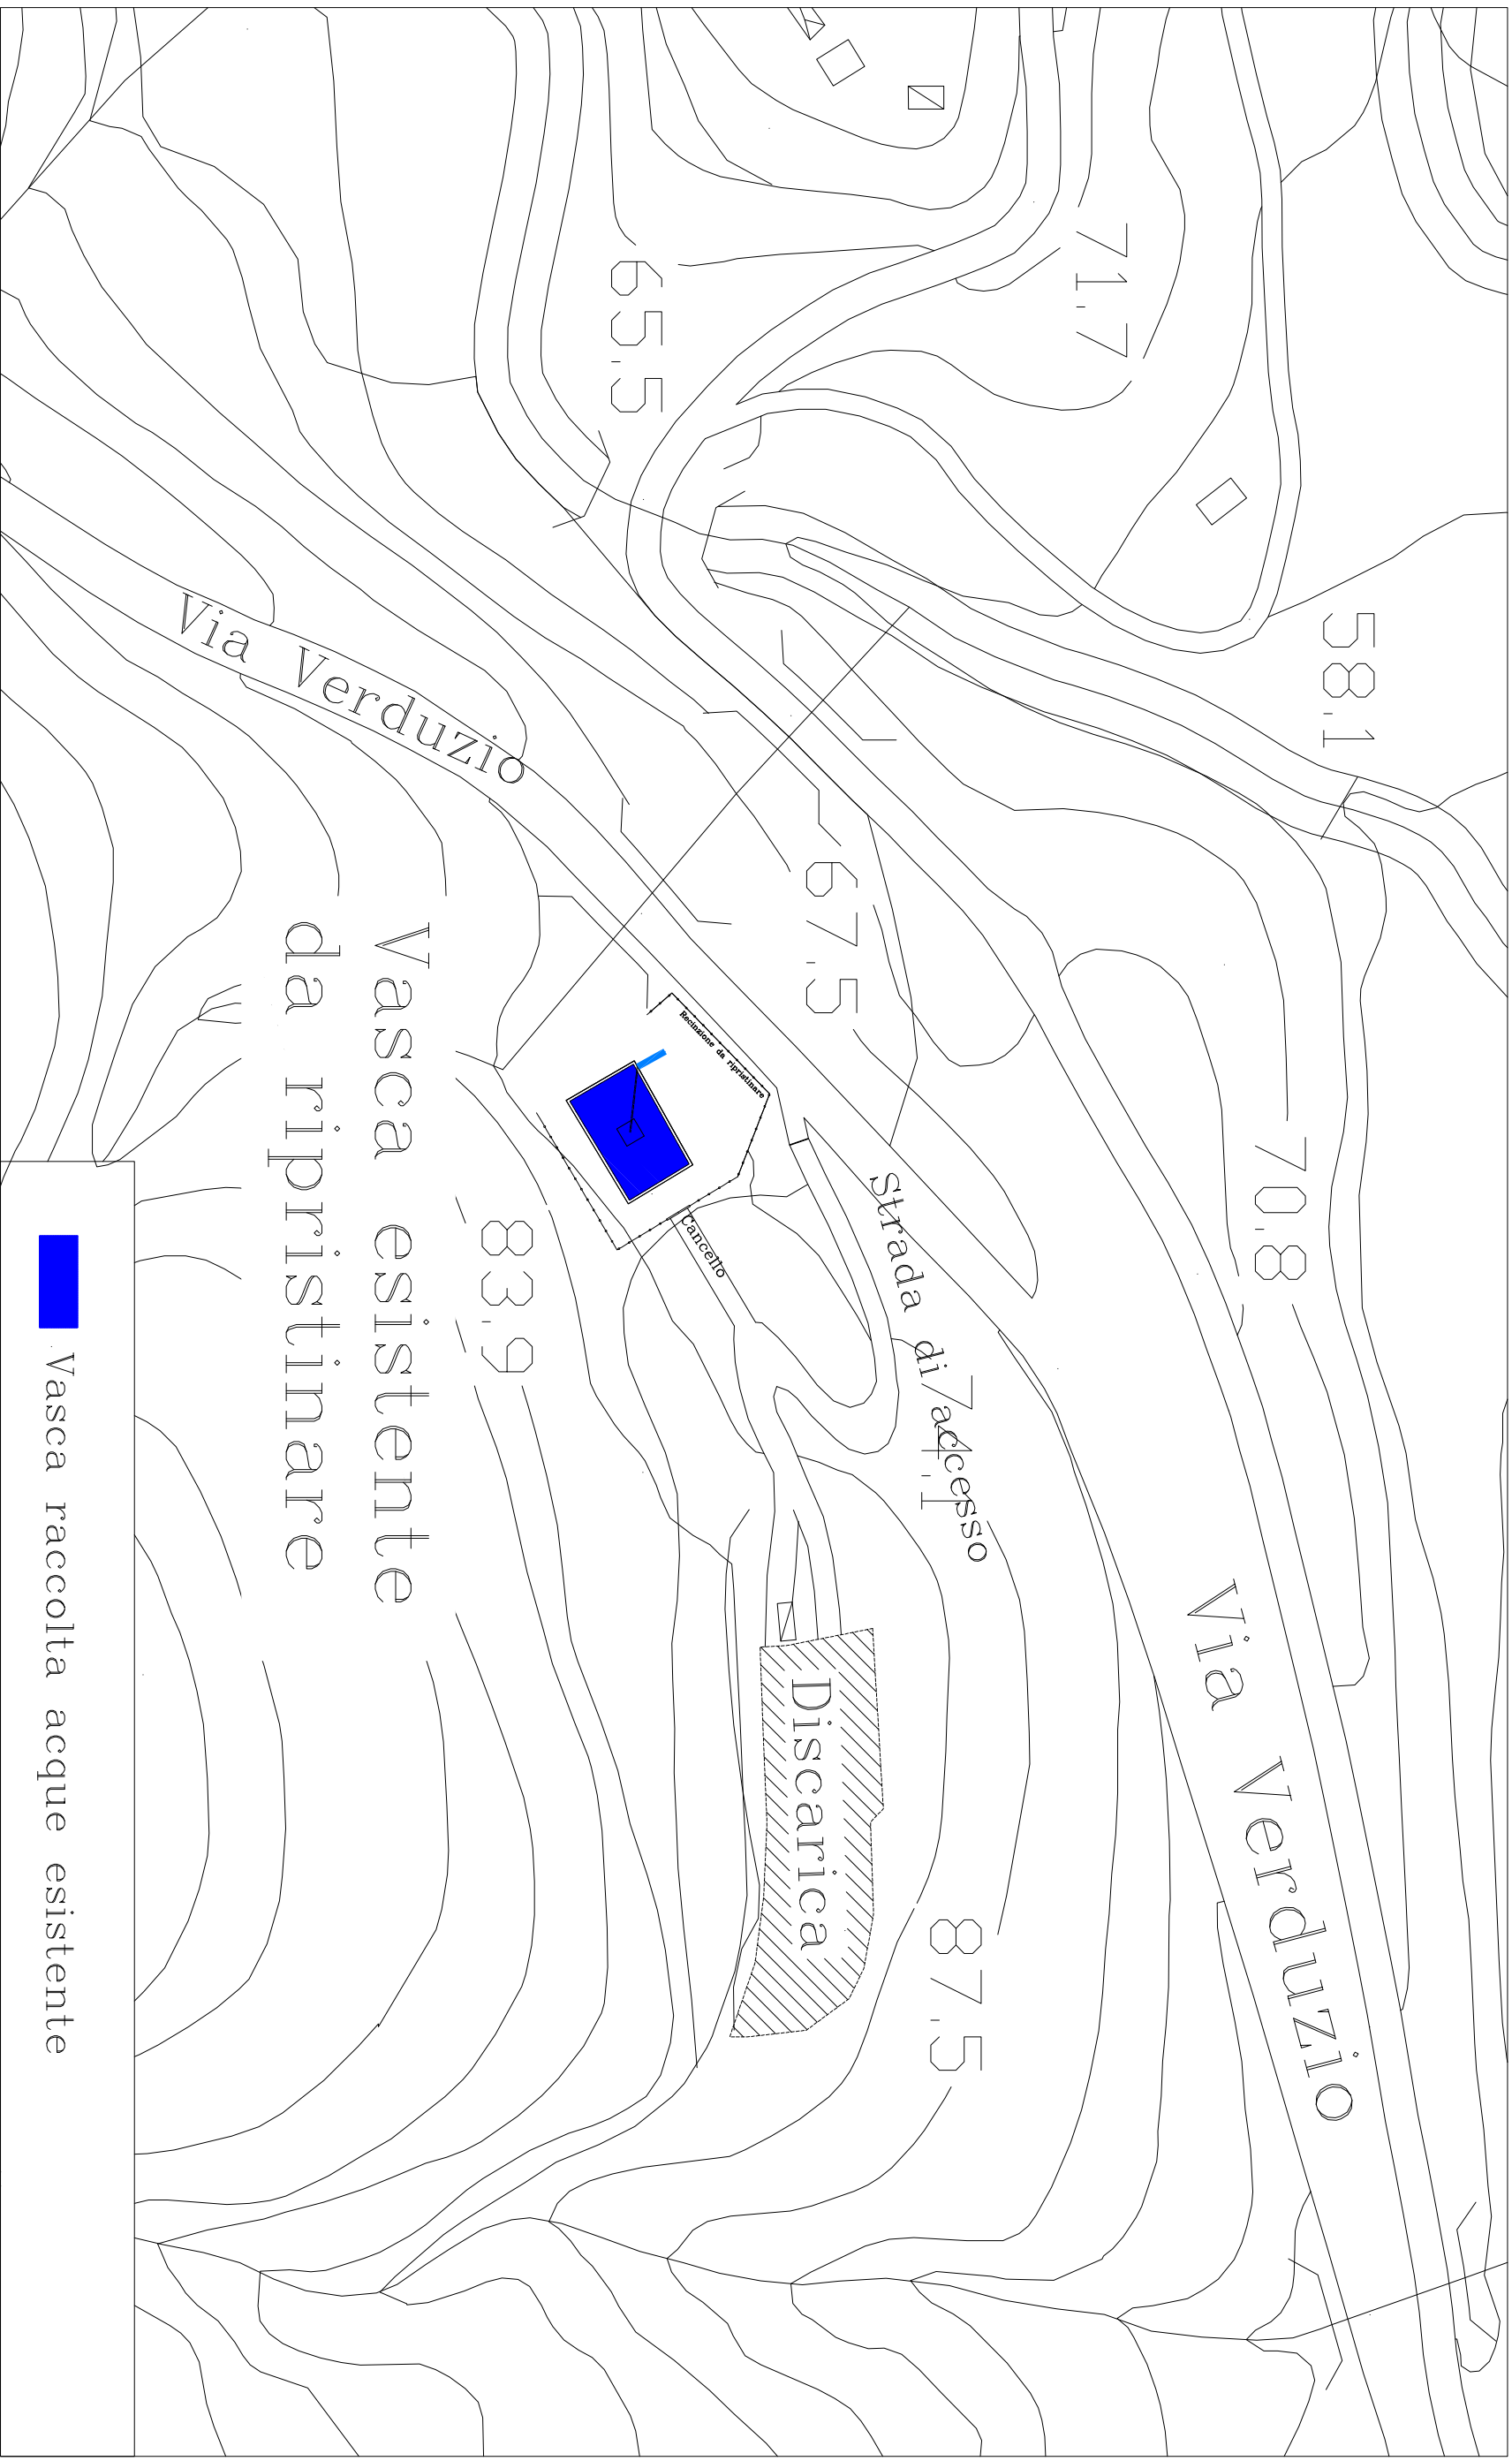 58.1
71.7
65.5
70.8
67.5
Via Verduzio
Via Verduzio
Recinzione da ripristinare
Strada di accesso
74.1
Cancello
83.9
87.5
Discarica
Vasca esistente
da ripristinare
Vasca raccolta acque esistente